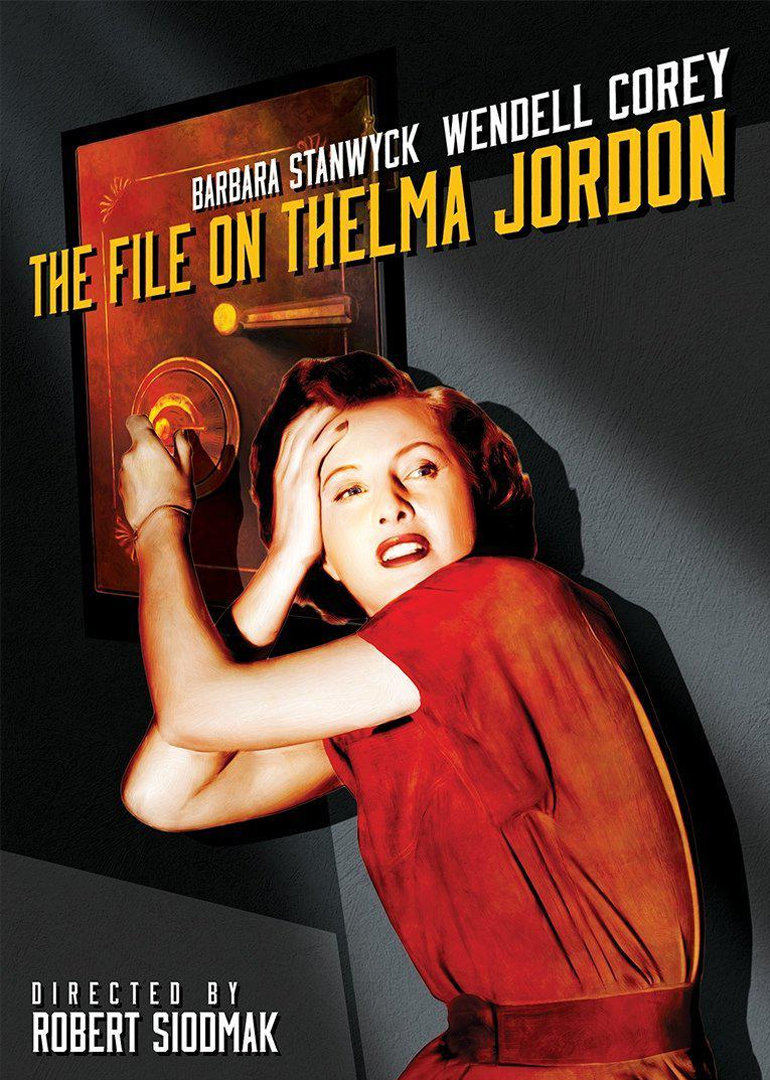 BARBARA STANWYCK WENDELL COREY
THE FILE ON THELMA JORDON
DIRECTED BY
ROBERT SIODMAK